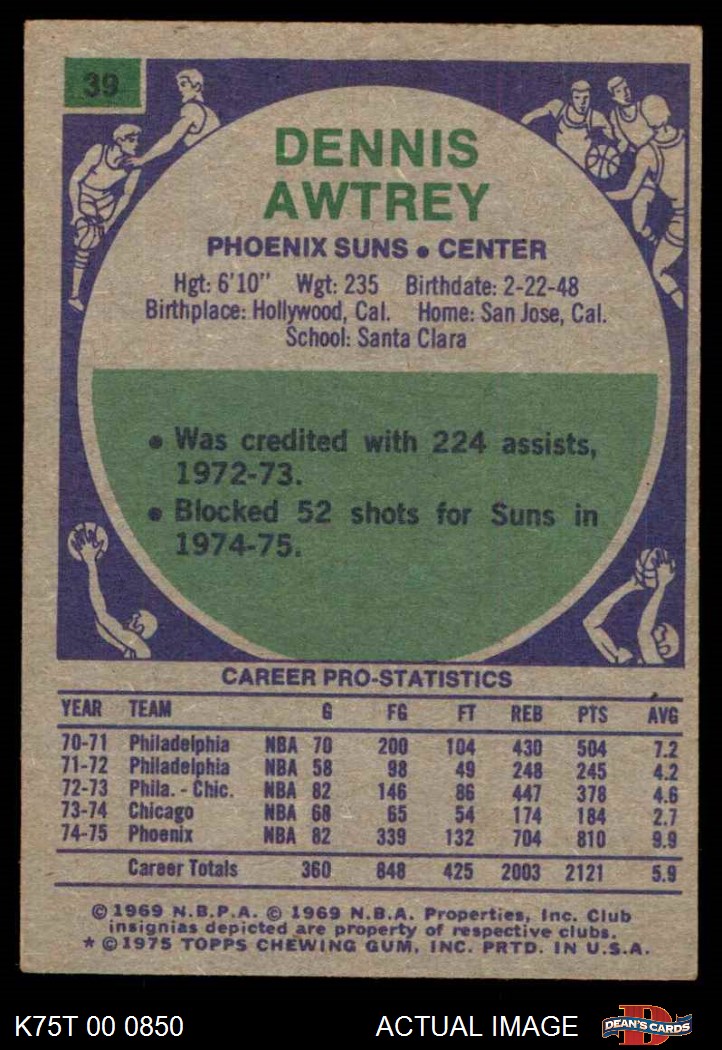 39
DENNIS
AWTREY
PHOENIX SUNS • CENTER
Hgt: 6'10" Wgt: 235 Birthdate: 2-22-48
Birthplace: Hollywood, Cal. Home: San Jose, Cal.
School: Santa Clara
• Was credited with 224 assists,
1972-73.
• Blocked 52 shots for Suns in
1974-75.
CAREER PRO-STATISTICS
YEAR TEAM G FG FT REB PTS AVG
70-71 Philadelphia NBA 70 200 104 430 504 7.2
71-72 Philadelphia NBA 58 98 49 248 245 4.2
72-73 Phila. - Chic. NBA 82 146 86 447 378 4.6
73-74 Chicago NBA 68 65 54 174 184 2.7
74-75 Phoenix NBA 82 339 132 704 810 9.9
Career Totals 360 848 425 2003 2121 5.9
© 1969 N.B.P.A. © 1969 N.B.A. Properties, Inc. Club
insignias depicted are property of respective clubs.
* © 1975 TOPPS CHEWING GUM, INC. PRTD. IN U.S.A.
K75T 00 0850 ACTUAL IMAGE D DEAN'S CARDS